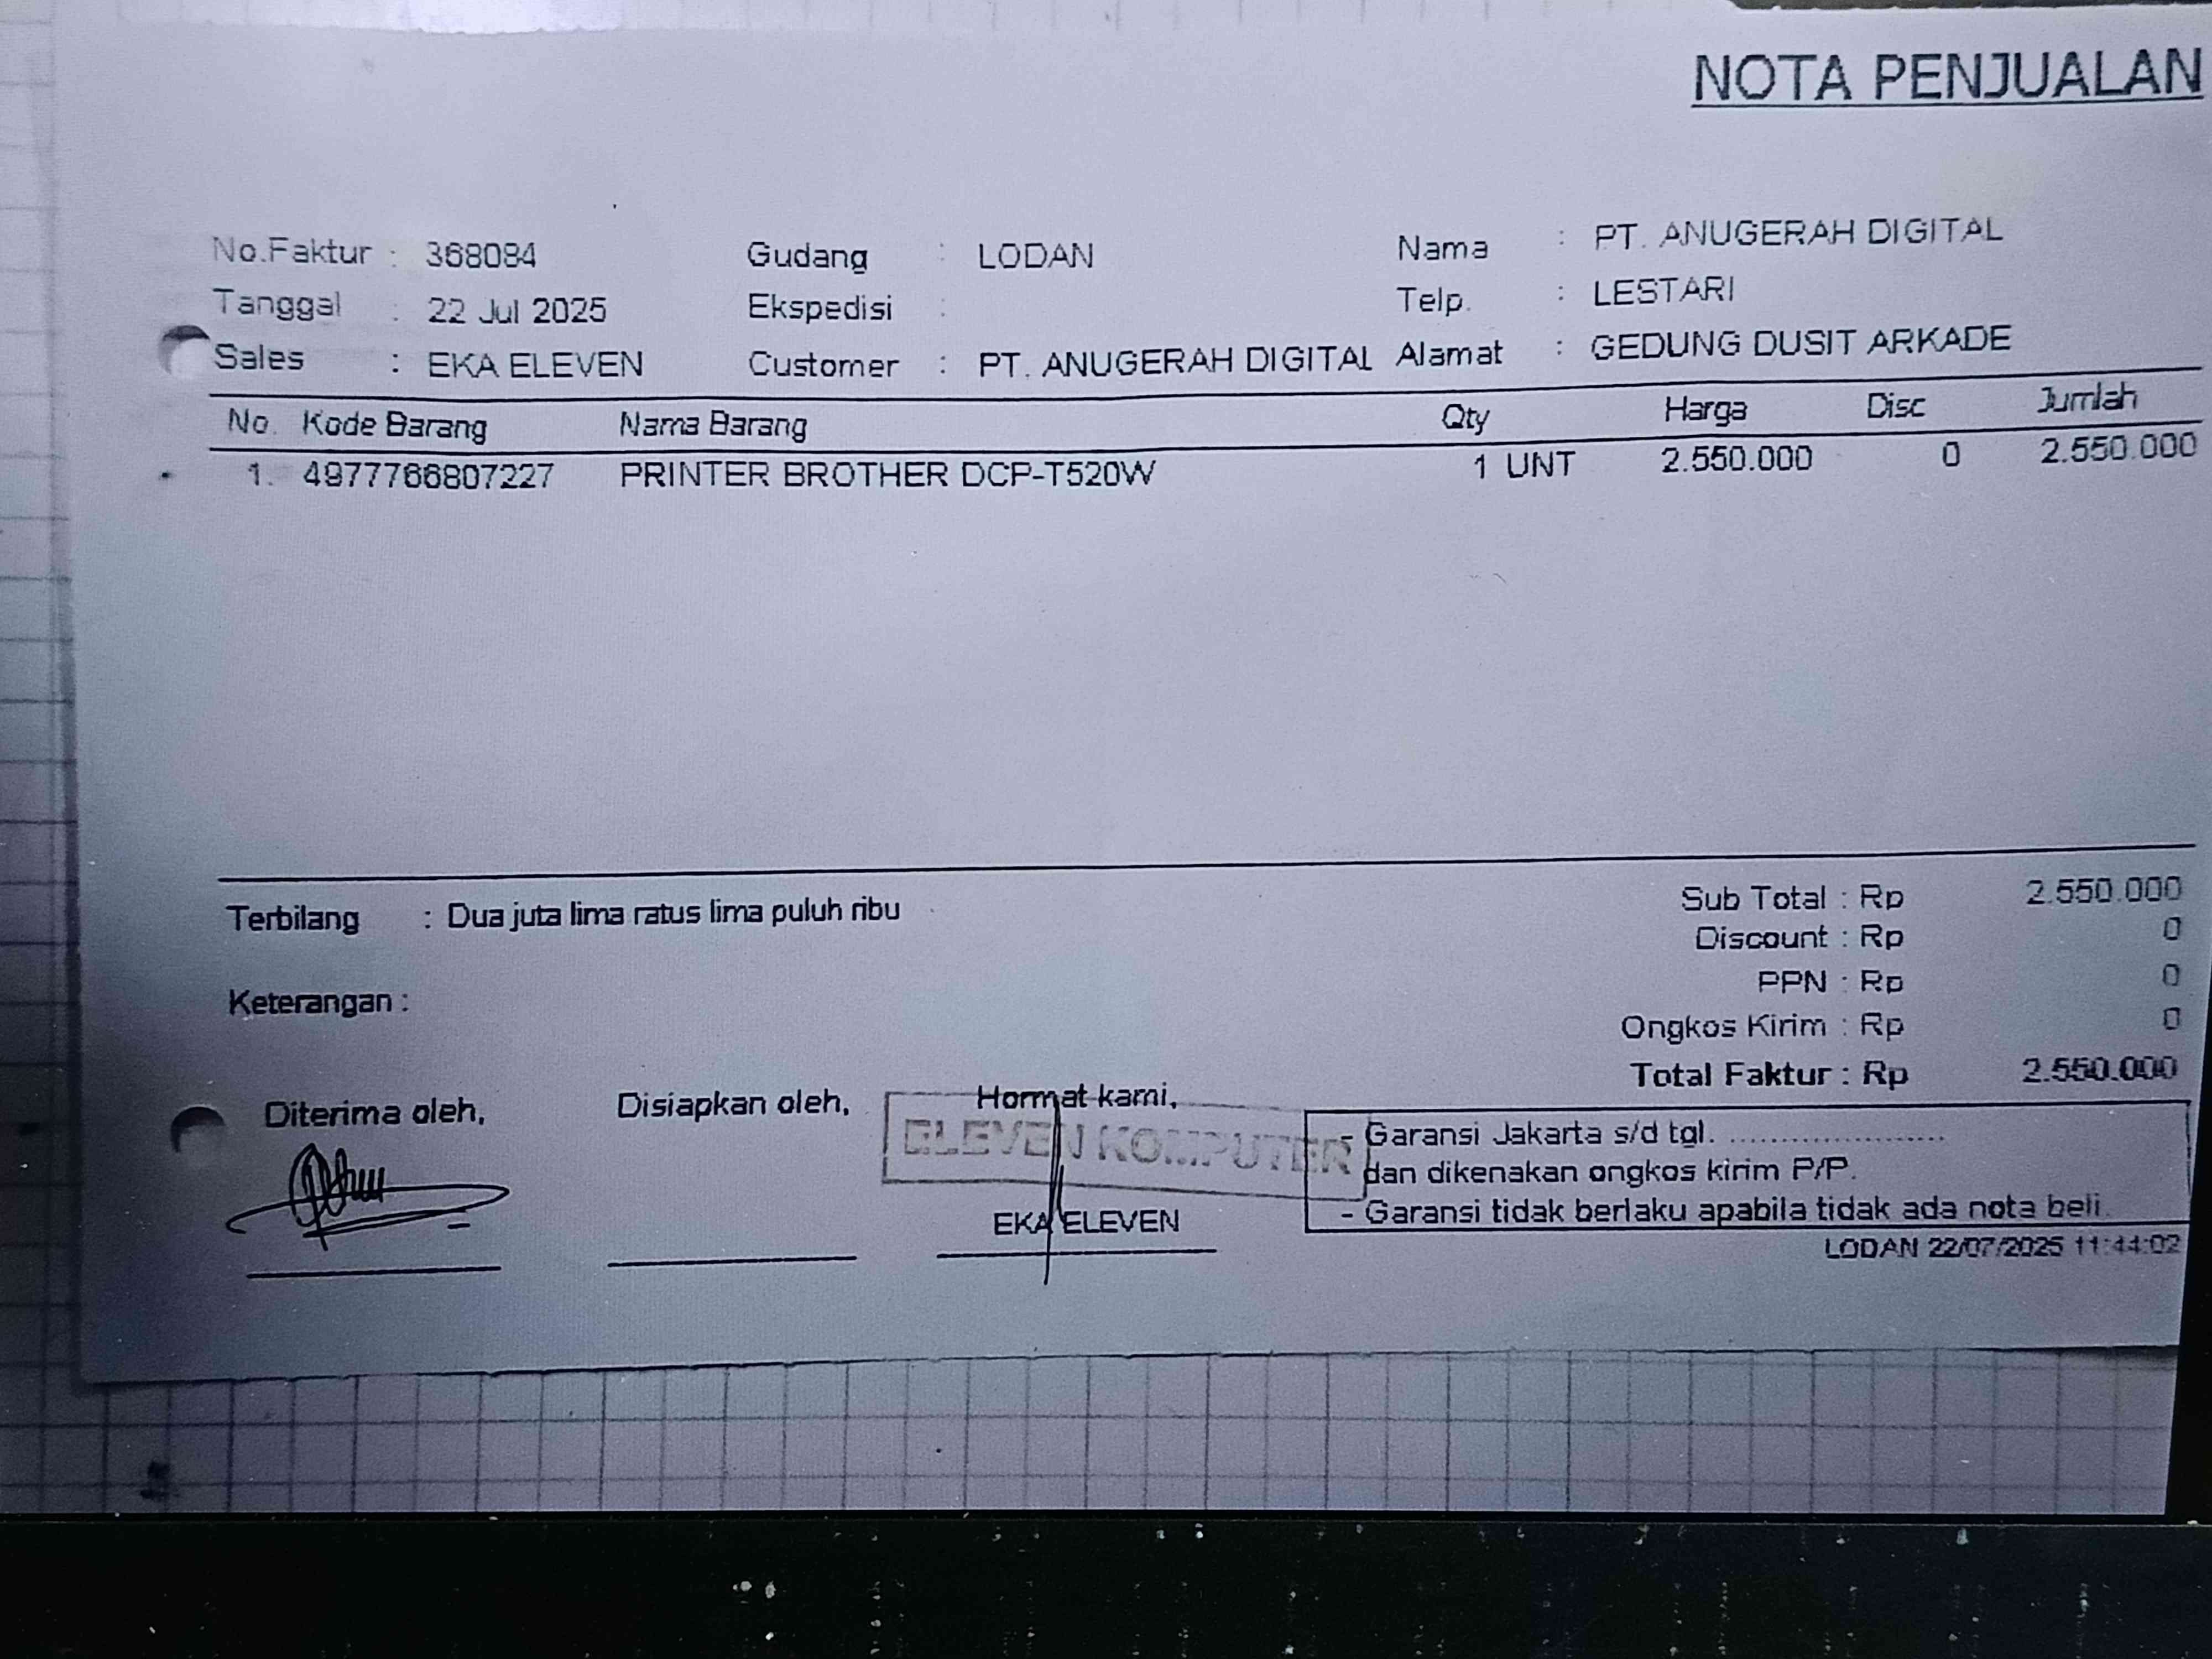 NOTA PENJUALAN
No.Faktur : 368084 Gudang : LODAN Nama : PT. ANUGERAH DIGITAL
Tanggal : 22 Jul 2025 Ekspedisi : Telp. : LESTARI
Sales : EKA ELEVEN Customer : PT. ANUGERAH DIGITAL Alamat : GEDUNG DUSIT ARKADE
No. Kode Barang Nama Barang Qty Harga Disc Jumlah
1. 4977766807227 PRINTER BROTHER DCP-T520W 1 UNT 2.550.000 0 2.550.000
Terbilang : Dua juta lima ratus lima puluh ribu Sub Total : Rp 2.550.000
Discount : Rp 0
PPN : Rp 0
Keterangan :
Ongkos Kirim : Rp 0
Total Faktur : Rp 2.550.000
Diterima oleh, Disiapkan oleh, Hormat kami,
ELEVEN KOMPUTER
- Garansi Jakarta s/d tgl. ......................
dan dikenakan ongkos kirim P/P.
- Garansi tidak berlaku apabila tidak ada nota beli.
EKA ELEVEN
LODAN 22/07/2025 11:44:02